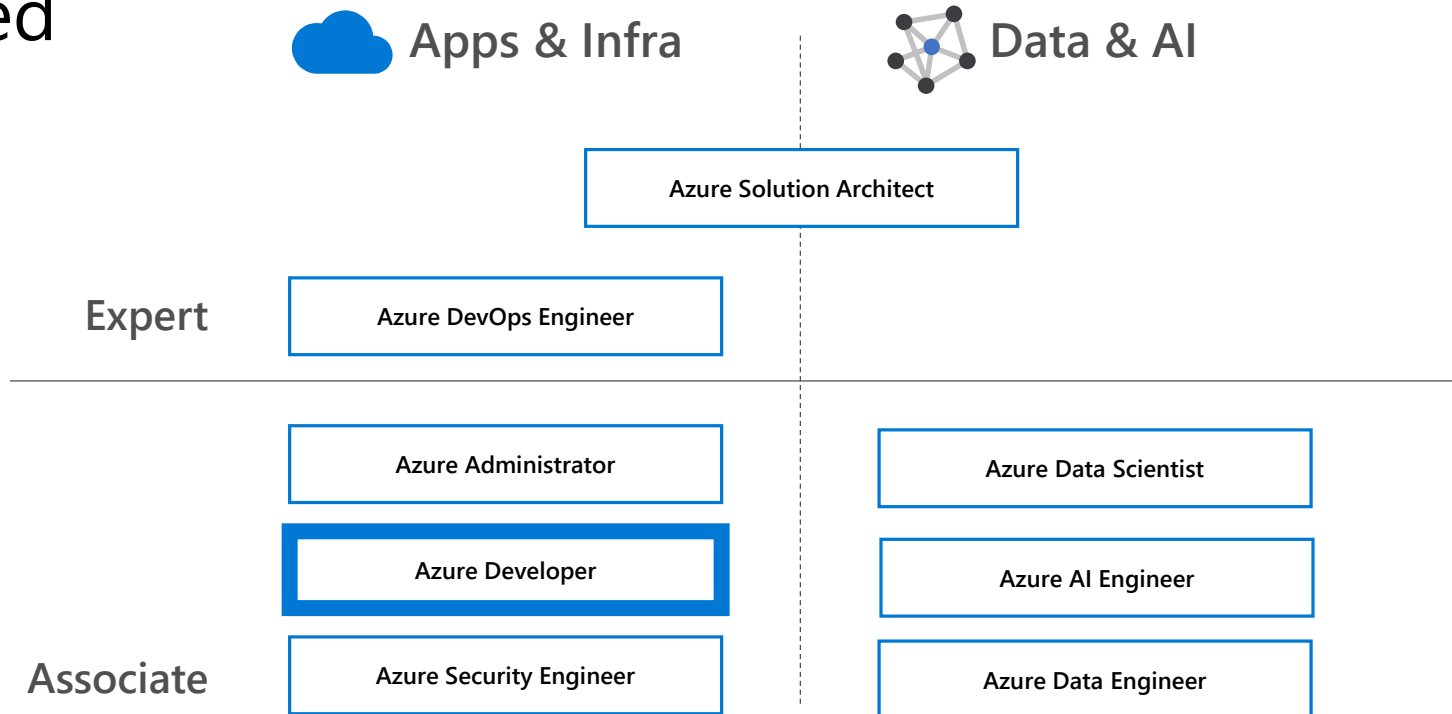 ed
Apps & Infra
Data & AI
Azure Solution Architect
Expert
Azure DevOps Engineer
Azure Administrator
Azure Data Scientist
Azure Developer
Azure AI Engineer
Associate
Azure Security Engineer
Azure Data Engineer